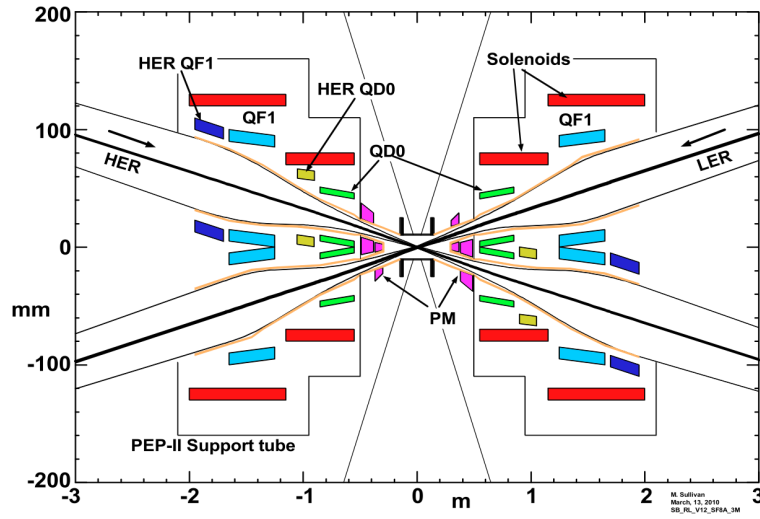 200
HER QF1
HER QD0
Solenoids
QF1
QF1
100
QD0
HER
LER
0
mm
PM
-100
PEP-II Support tube
-200
-3
-2
-1
0
m
1
2
3
M. Sullivan
March, 13, 2010
SB_RL_V12_SF8A_3M